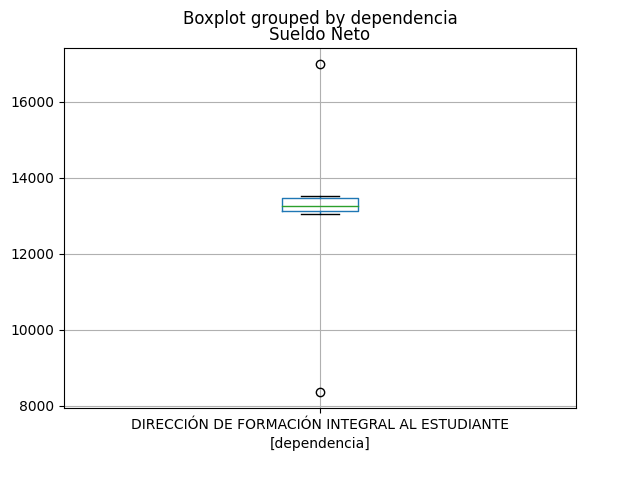 Boxplot grouped by dependencia
Sueldo Neto
16000
14000
12000
10000
8000
DIRECCIÓN DE FORMACIÓN INTEGRAL AL ESTUDIANTE
[dependencia]